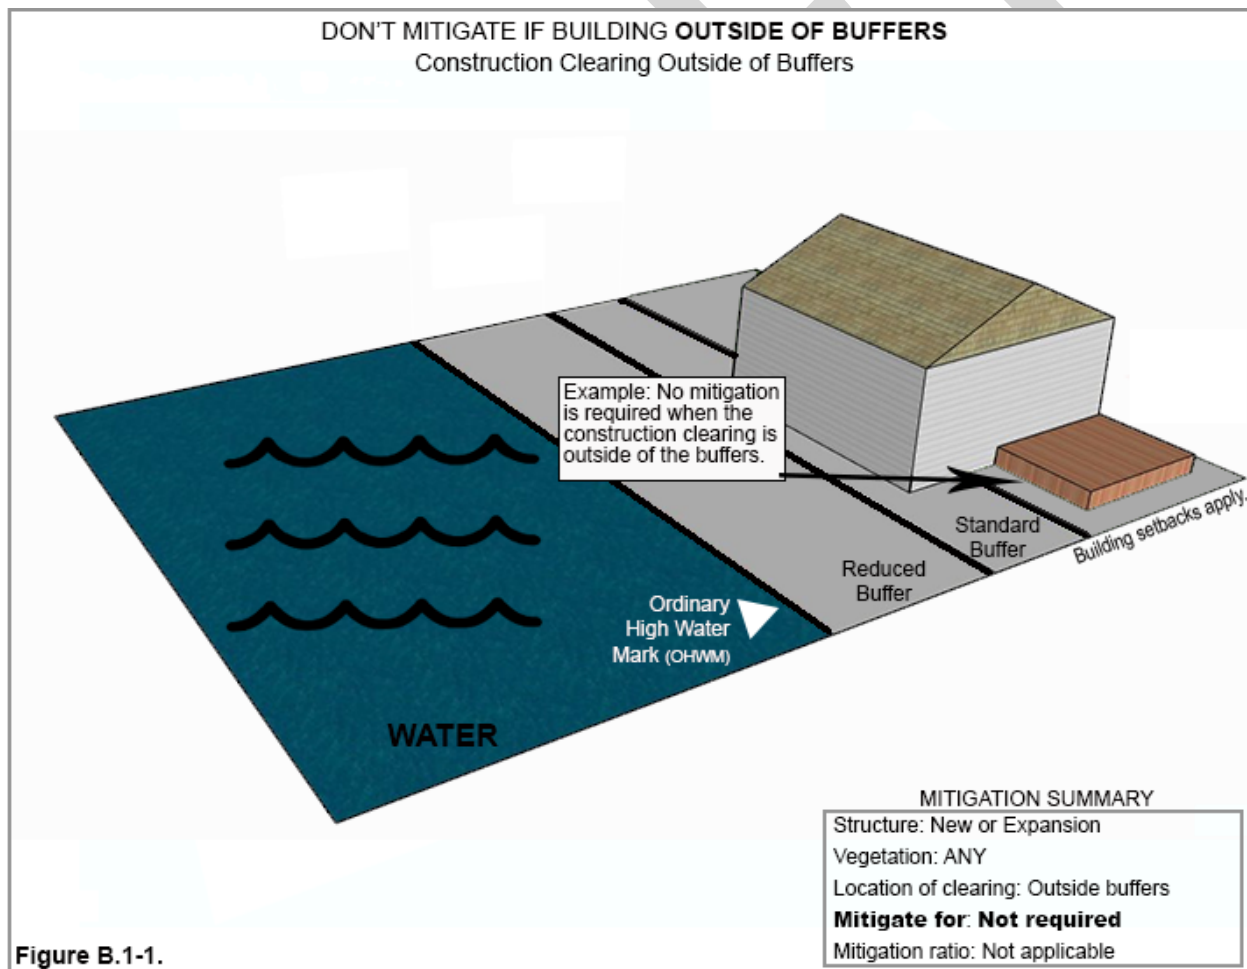 DON'T MITIGATE IF BUILDING OUTSIDE OF BUFFERS
Construction Clearing Outside of Buffers
Example: No mitigation
is required when the
construction clearing is
outside of the buffers.
Standard
Buffer
Building setbacks apply.
Reduced
Buffer
Ordinary
High Water
Mark (OHWM)
WATER
MITIGATION SUMMARY
Structure: New or Expansion
Vegetation: ANY
Location of clearing: Outside buffers
Mitigate for: Not required
Mitigation ratio: Not applicable
Figure B.1-1.